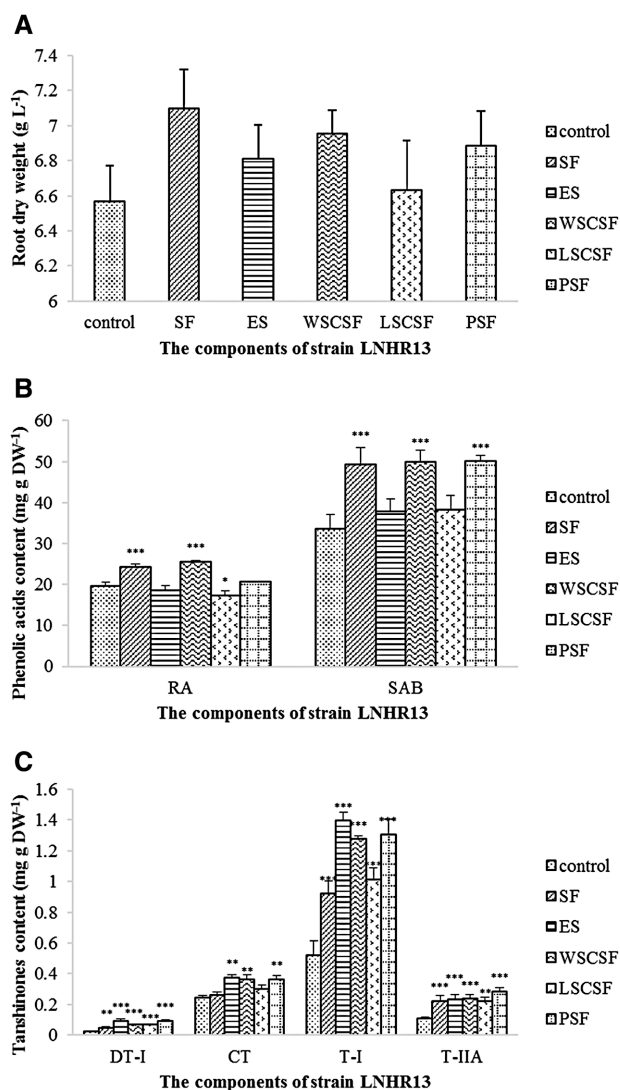 A
Root dry weight (g L⁻¹)
7.4
7.2
7
6.8
6.6
6.4
6.2
6
control SF ES WSCSF LSCSF PSF
The components of strain LNHR13
control
SF
ES
WSCSF
LSCSF
PSF
B
Phenolic acids content (mg g DW⁻¹)
60
50
40
30
20
10
0
*** *** * *** *** ***
RA SAB
The components of strain LNHR13
control
SF
ES
WSCSF
LSCSF
PSF
C
Tanshinones content (mg g DW⁻¹)
1.6
1.4
1.2
1
0.8
0.6
0.4
0.2
0
** *** *** *** *** ** ** ** *** *** *** *** *** *** *** *** ** ***
DT-I CT T-I T-IIA
The components of strain LNHR13
control
SF
ES
WSCSF
LSCSF
PSF